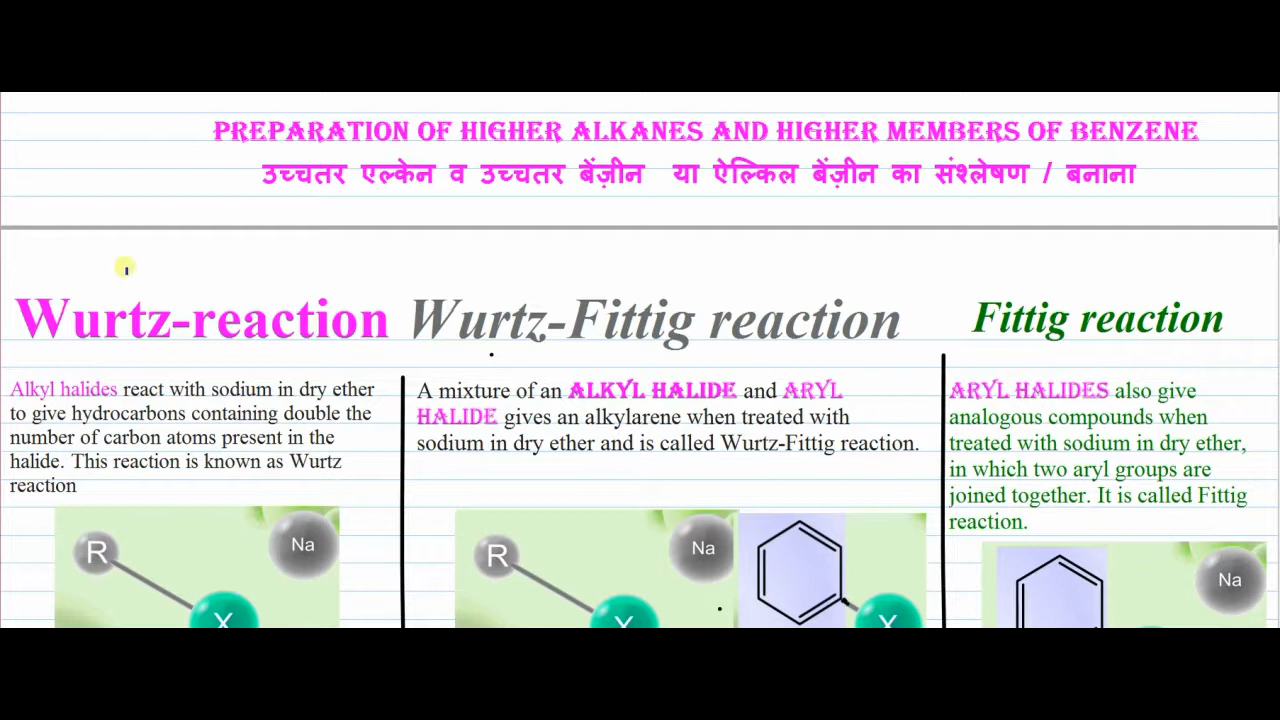 PREPARATION OF HIGHER ALKANES AND HIGHER MEMBERS OF BENZENE
उच्चतर एल्केन व उच्चतर बेंज़ीन या ऐल्किल बेंज़ीन का संश्लेषण / बनाना
Wurtz-reaction
Alkyl halides react with sodium in dry ether
to give hydrocarbons containing double the
number of carbon atoms present in the
halide. This reaction is known as Wurtz
reaction
R
Na
X
Wurtz-Fittig reaction
A mixture of an ALKYL HALIDE and ARYL
HALIDE gives an alkylarene when treated with
sodium in dry ether and is called Wurtz-Fittig reaction.
R
Na
X
X
Fittig reaction
ARYL HALIDES also give
analogous compounds when
treated with sodium in dry ether,
in which two aryl groups are
joined together. It is called Fittig
reaction.
Na